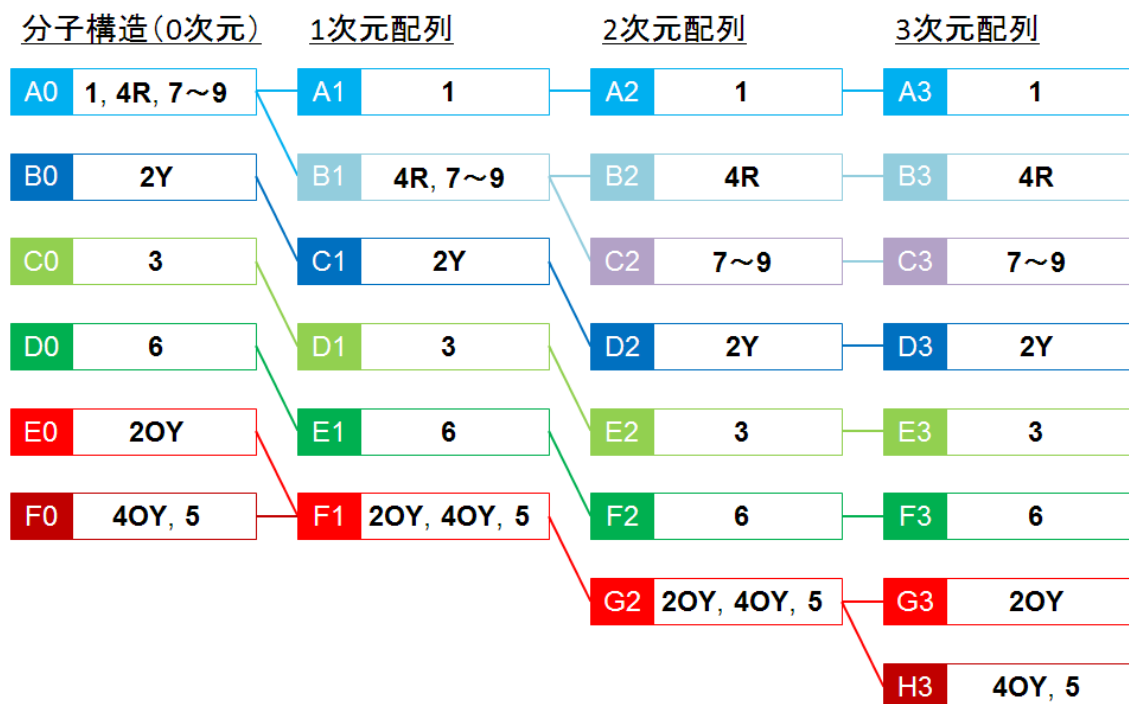 分子構造(0次元) 1次元配列 2次元配列 3次元配列
A0 1, 4R, 7～9 A1 1 A2 1 A3 1
B0 2Y B1 4R, 7～9 B2 4R B3 4R
C0 3 C1 2Y C2 7～9 C3 7～9
D0 6 D1 3 D2 2Y D3 2Y
E0 2OY E1 6 E2 3 E3 3
F0 4OY, 5 F1 2OY, 4OY, 5 F2 6 F3 6
G2 2OY, 4OY, 5 G3 2OY
H3 4OY, 5